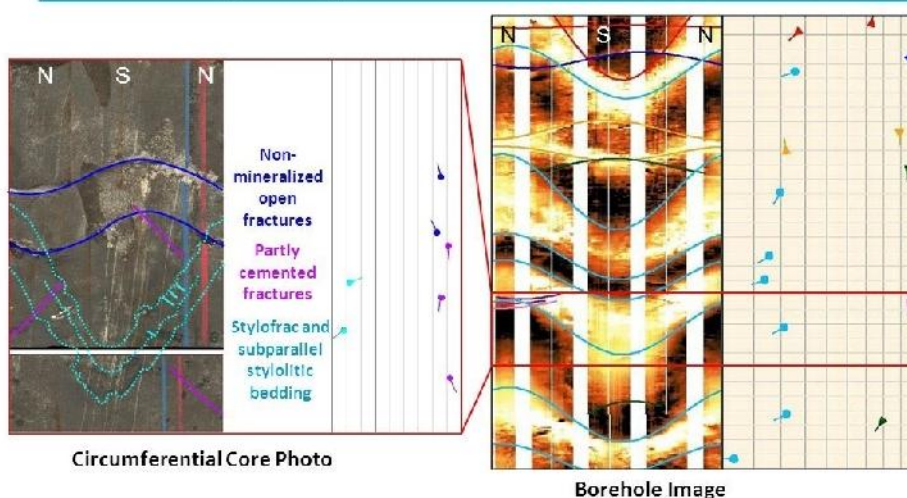 N S N
Non-
mineralized
open
fractures
Partly
cemented
fractures
Stylofrac and
subparallel
stylolitic
bedding
Circumferential Core Photo
N S N
Borehole Image